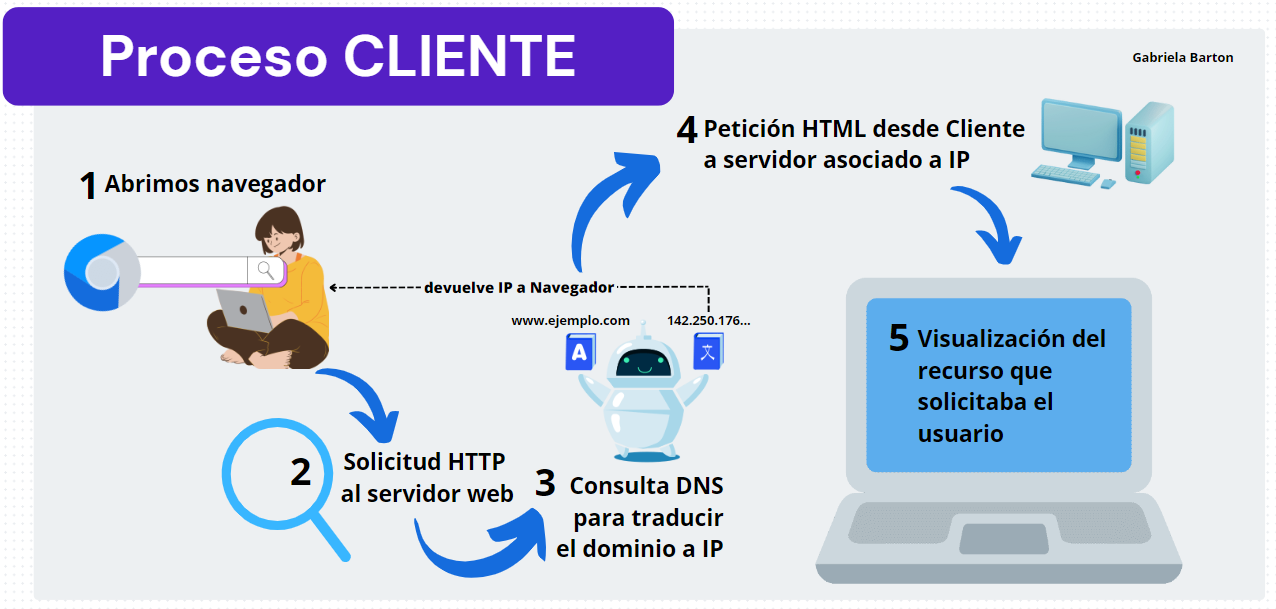 Proceso CLIENTE
Gabriela Barton
1 Abrimos navegador
2 Solicitud HTTP
al servidor web
3 Consulta DNS
para traducir
el dominio a IP
devuelve IP a Navegador
www.ejemplo.com 142.250.176...
A 文
4 Petición HTML desde Cliente
a servidor asociado a IP
5 Visualización del
recurso que
solicitaba el
usuario